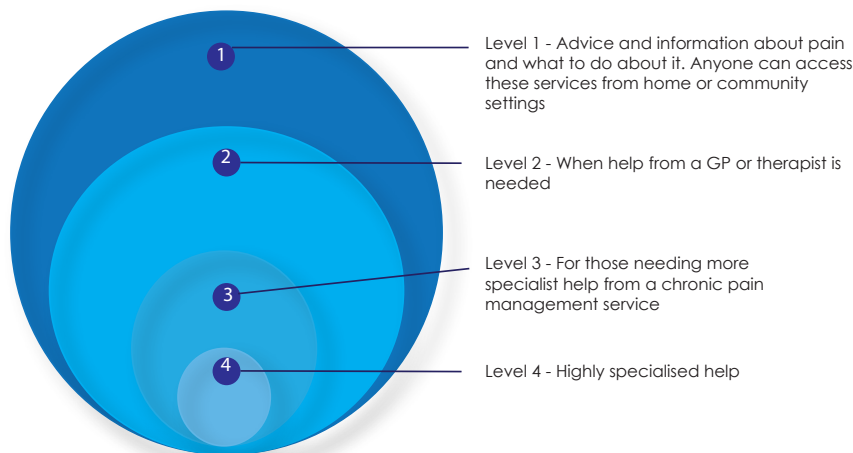 1
Level 1 - Advice and information about pain
and what to do about it. Anyone can access
these services from home or community
settings
2
Level 2 - When help from a GP or therapist is
needed
3
Level 3 - For those needing more
specialist help from a chronic pain
management service
4
Level 4 - Highly specialised help